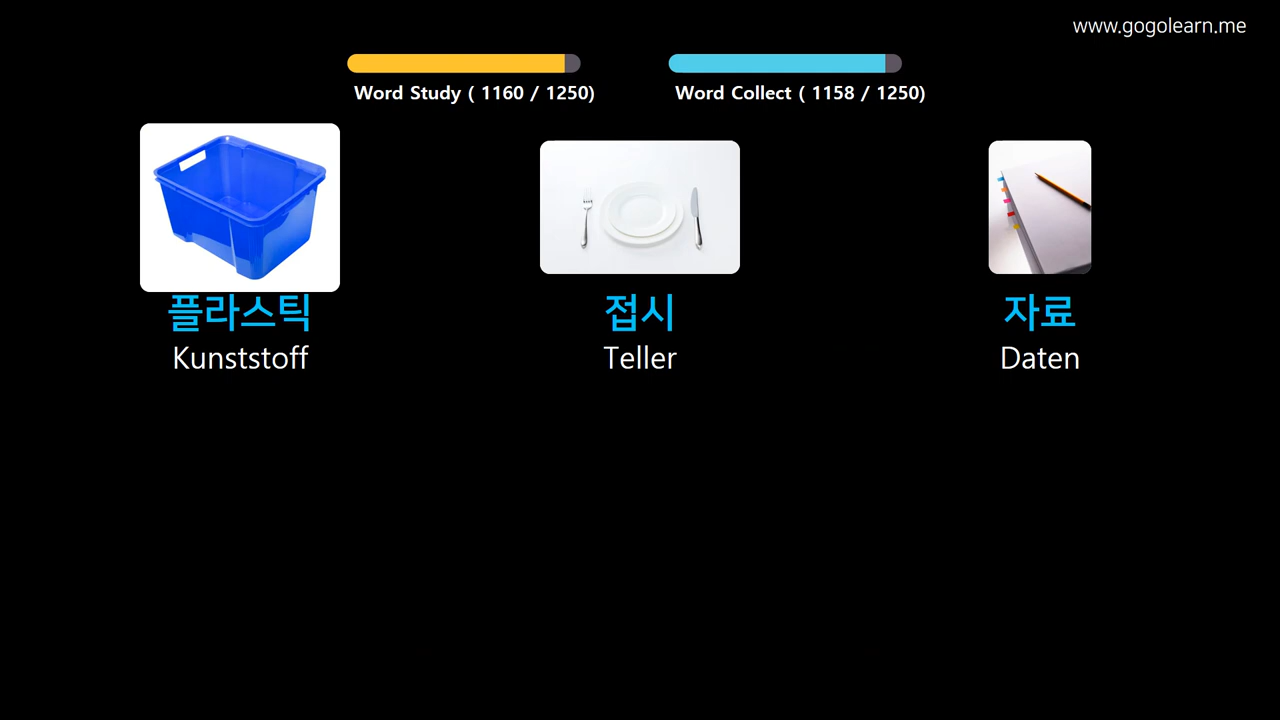 www.gogolearn.me
Word Study ( 1160 / 1250)
Word Collect ( 1158 / 1250)
플라스틱
Kunststoff
접시
Teller
자료
Daten